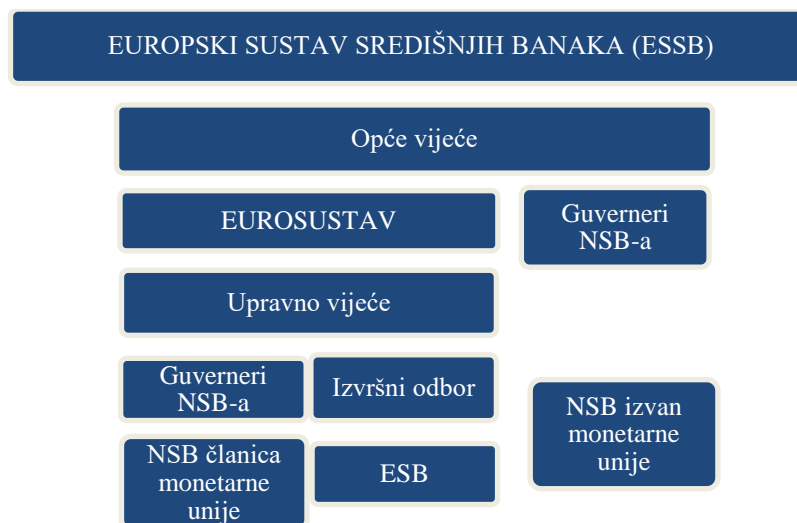 EUROPSKI SUSTAV SREDIŠNJIH BANAKA (ESSB)
Opće vijeće
EUROSUSTAV
Guverneri
NSB-a
Upravno vijeće
Guverneri
NSB-a
Izvršni odbor
NSB izvan
monetarne
unije
NSB članica
monetarne
unije
ESB